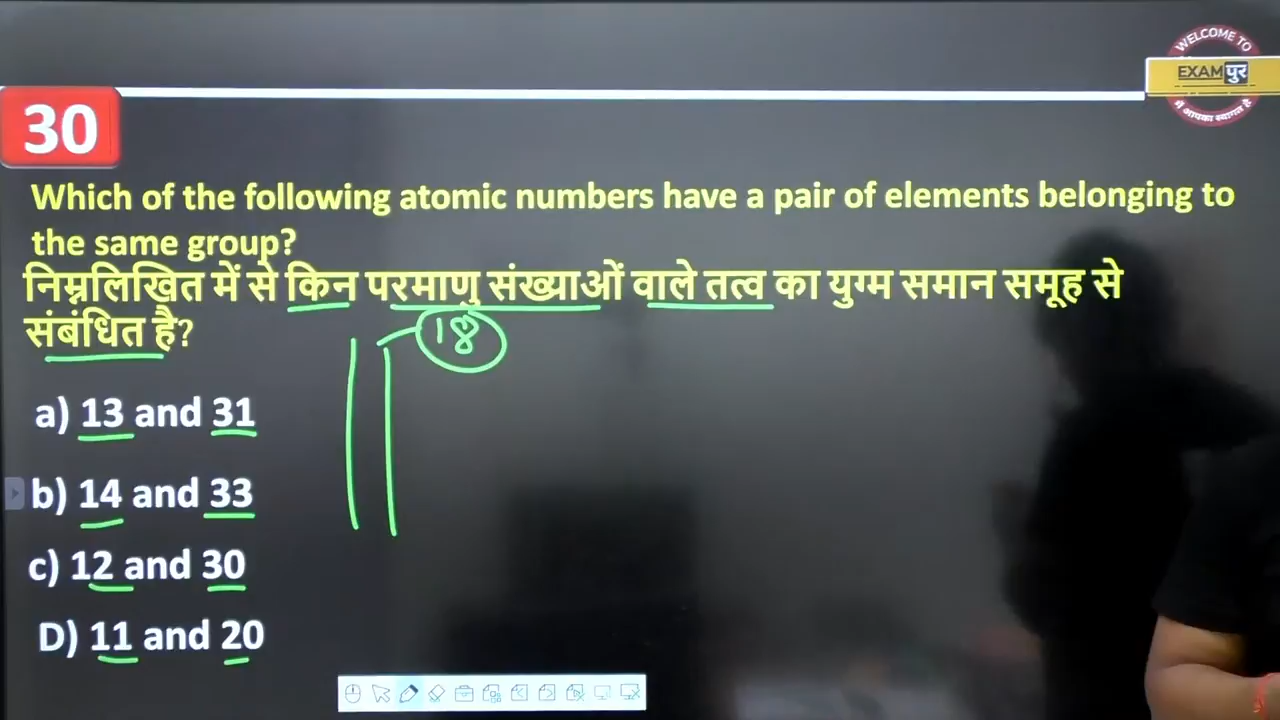 WELCOME TO
EXAMपुर
में आपका स्वागत है
30
Which of the following atomic numbers have a pair of elements belonging to
the same group?
निम्नलिखित में से किन परमाणु संख्याओं वाले तत्व का युग्म समान समूह से
संबंधित है?
18
a) 13 and 31
b) 14 and 33
c) 12 and 30
D) 11 and 20